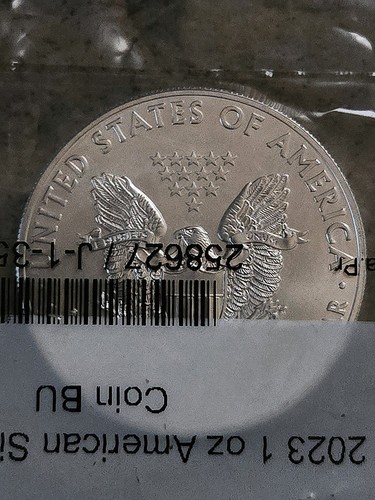 UNITED STATES OF AMERICA
2023 1 oz American Si
Coin BU
258627 / J-1-35